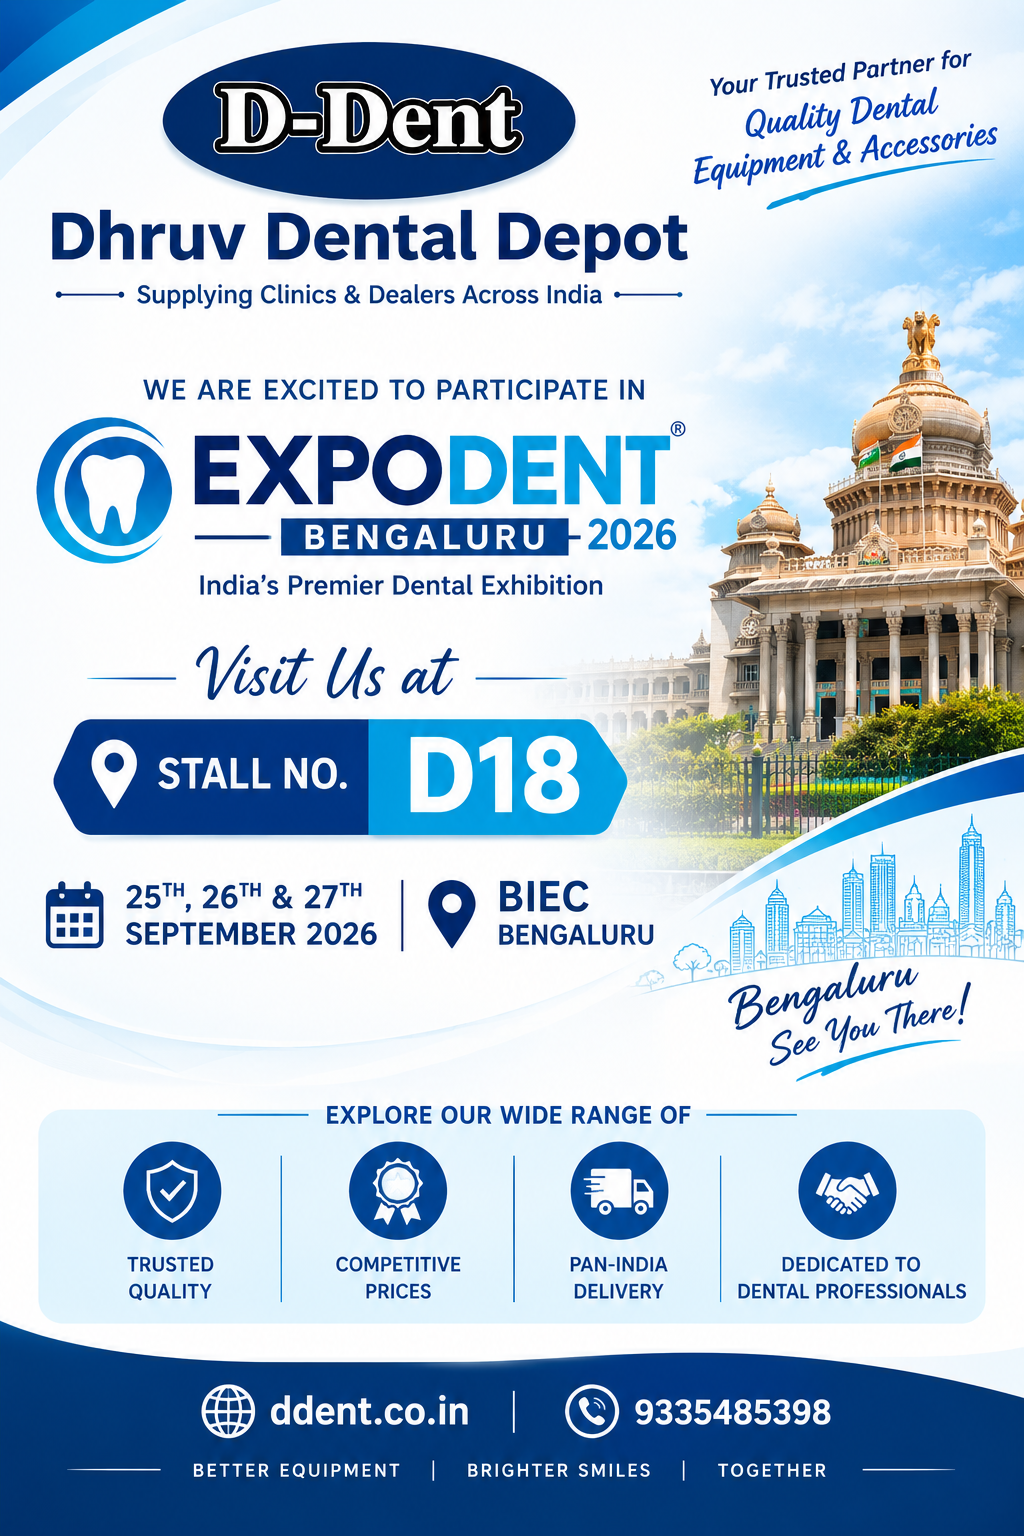 D-Dent
Your Trusted Partner for
Quality Dental
Equipment & Accessories
Dhruv Dental Depot
Supplying Clinics & Dealers Across India
WE ARE EXCITED TO PARTICIPATE IN
EXPODENT®
BENGALURU 2026
India's Premier Dental Exhibition
Visit Us at
STALL NO. D18
25TH, 26TH & 27TH
SEPTEMBER 2026
BIEC
BENGALURU
Bengaluru
See You There!
EXPLORE OUR WIDE RANGE OF
TRUSTED
QUALITY
COMPETITIVE
PRICES
PAN-INDIA
DELIVERY
DEDICATED TO
DENTAL PROFESSIONALS
ddent.co.in
9335485398
BETTER EQUIPMENT | BRIGHTER SMILES | TOGETHER